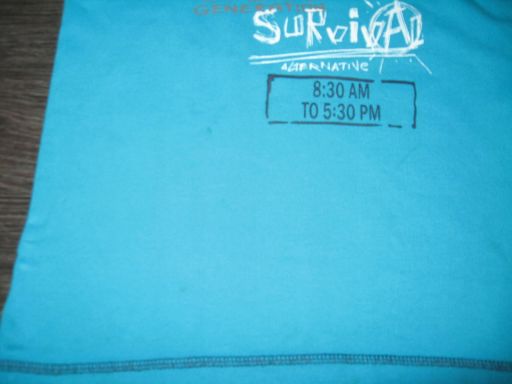 GENERATION
SURvivAL
ALTERNATIVE
8:30 AM
TO 5:30 PM